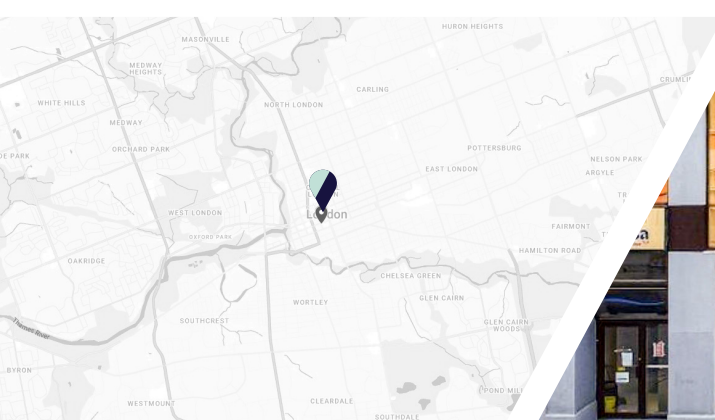 HURON HEIGHTS
MASONVILLE
MEDWAY
HEIGHTS
CARLING
WHITE HILLS
NORTH LONDON
MEDWAY
ORCHARD PARK
POTTERSBURG
NELSON PARK
EAST LONDON
ARGYLE
WEST LONDON
FAIRMONT
OXFORD PARK
HAMILTON ROAD
OAKRIDGE
CHELSEA GREEN
WORTLEY
GLEN CAIRN
Thames River
SOUTHCREST
GLEN CAIRN
WOODS
BYRON
WESTMOUNT
CLEARDALE
SOUTHDALE